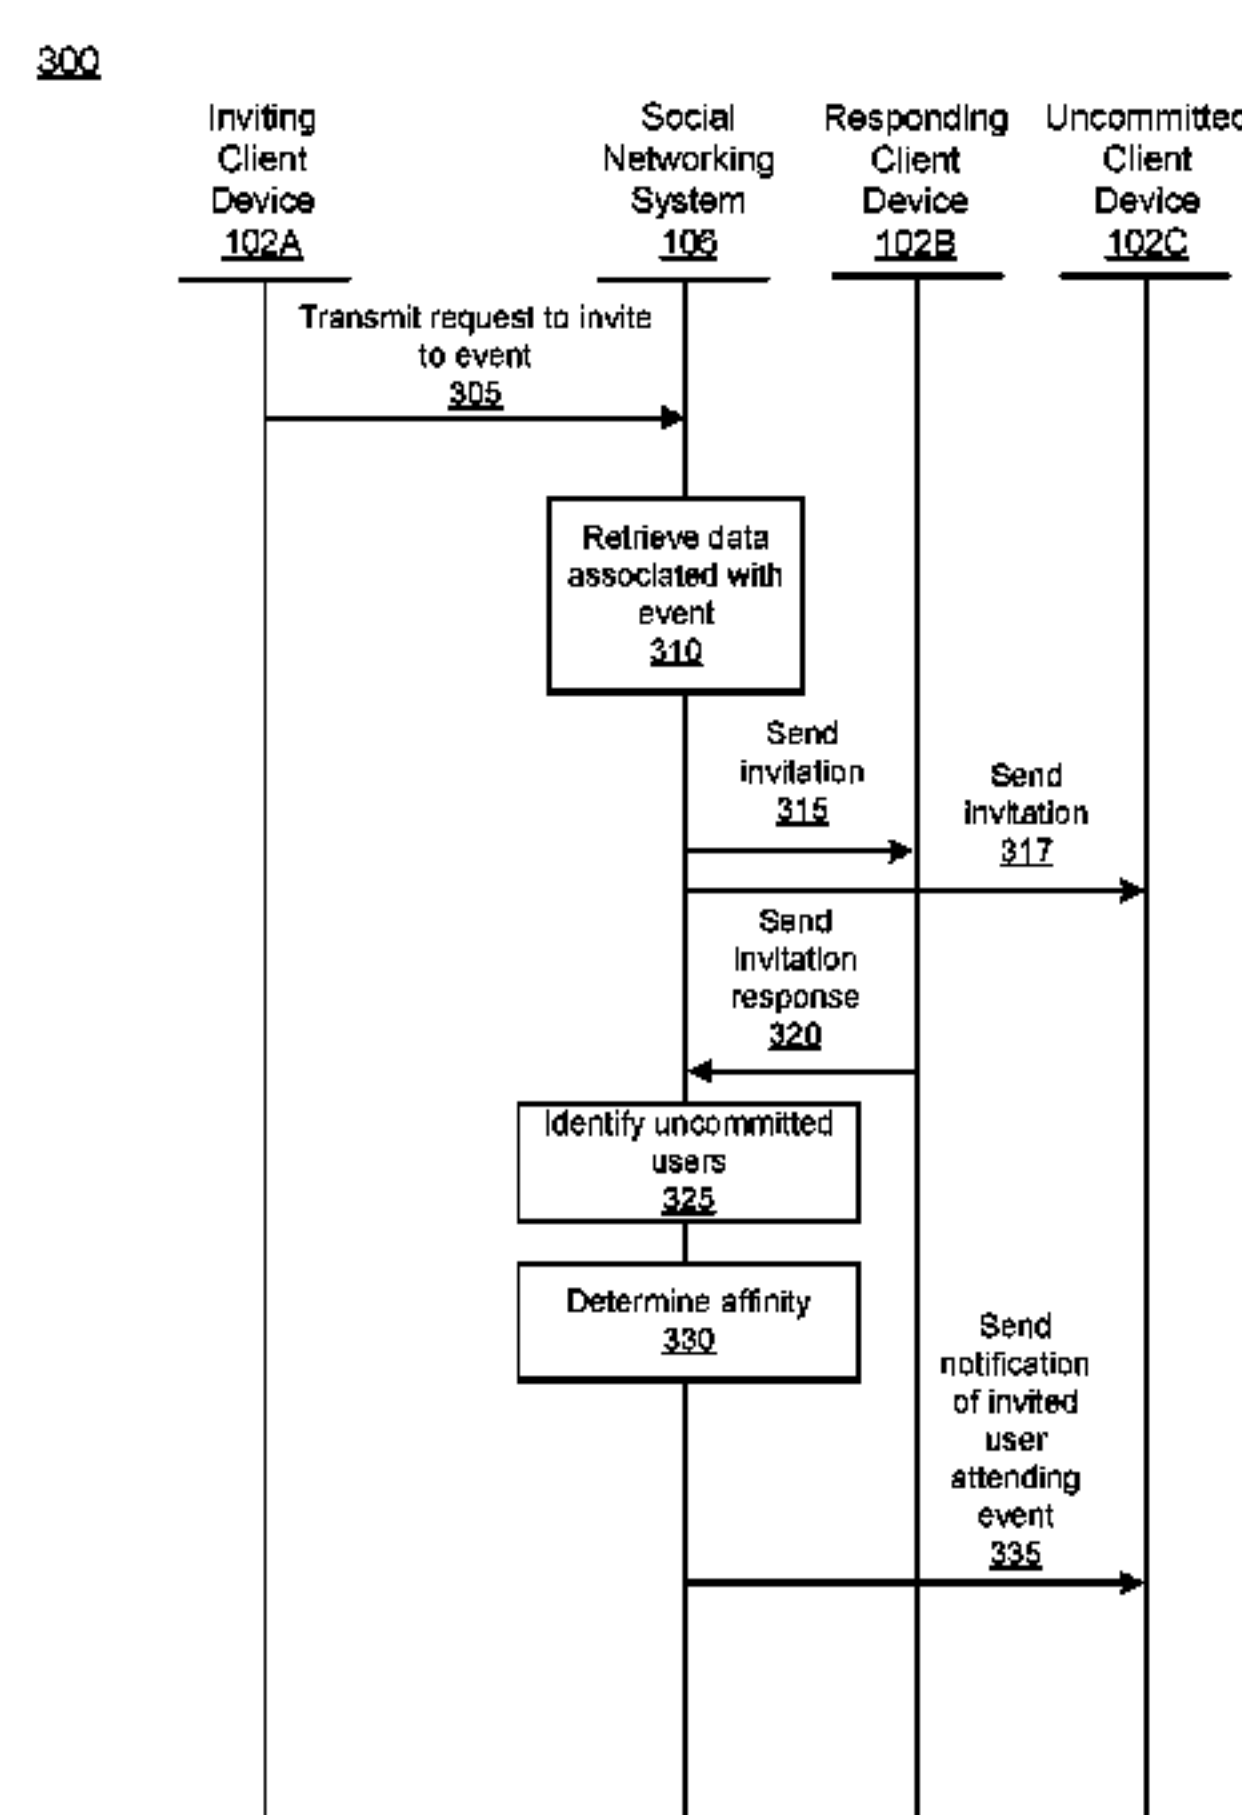 300
Inviting
Client
Device
102A
Social
Networking
System
106
Responding
Client
Device
102B
Uncommitted
Client
Device
102C
Transmit request to invite
to event
305
Retrieve data
associated with
event
310
Send
invitation
315
Send
invitation
317
Send
invitation
response
320
Identify uncommitted
users
325
Determine affinity
330
Send
notification
of invited
user
attending
event
335